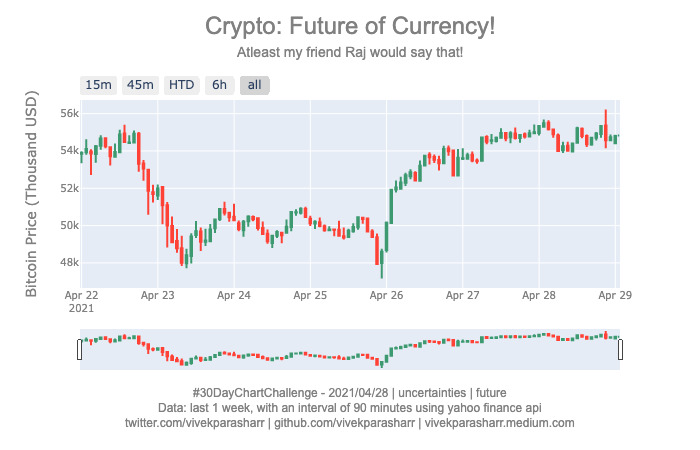 Crypto: Future of Currency!
Atleast my friend Raj would say that!
15m 45m HTD 6h all
Bitcoin Price (Thousand USD)
56k
54k
52k
50k
48k
Apr 22 Apr 23 Apr 24 Apr 25 Apr 26 Apr 27 Apr 28 Apr 29
2021
#30DayChartChallenge - 2021/04/28 | uncertainties | future
Data: last 1 week, with an interval of 90 minutes using yahoo finance api
twitter.com/vivekparasharr | github.com/vivekparasharr | vivekparasharr.medium.com